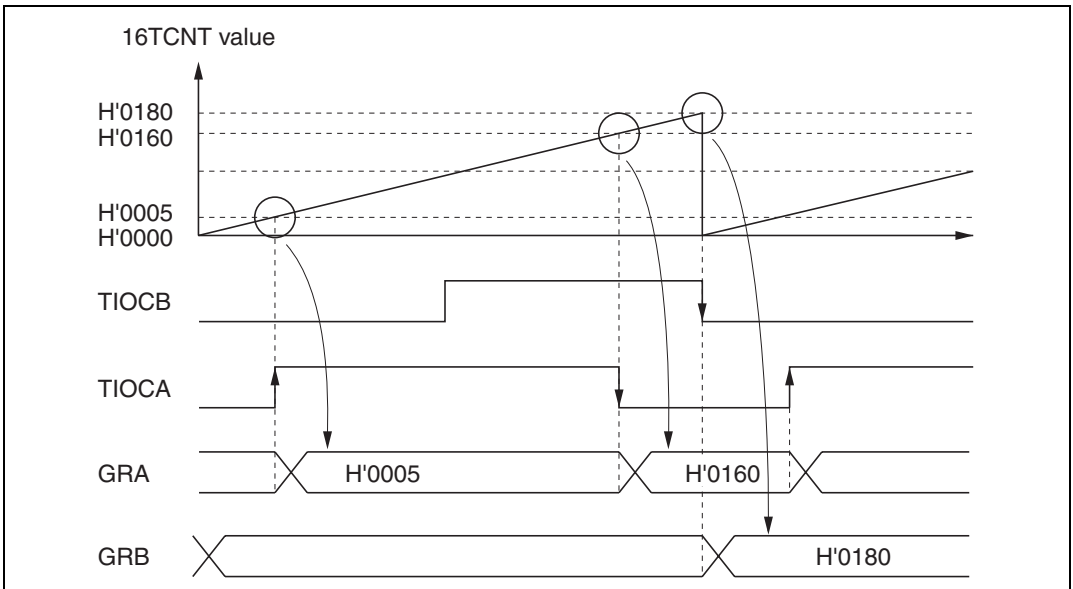 16TCNT value
H'0180
H'0160
H'0005
H'0000
TIOCB
TIOCA
GRA
H'0005
H'0160
GRB
H'0180